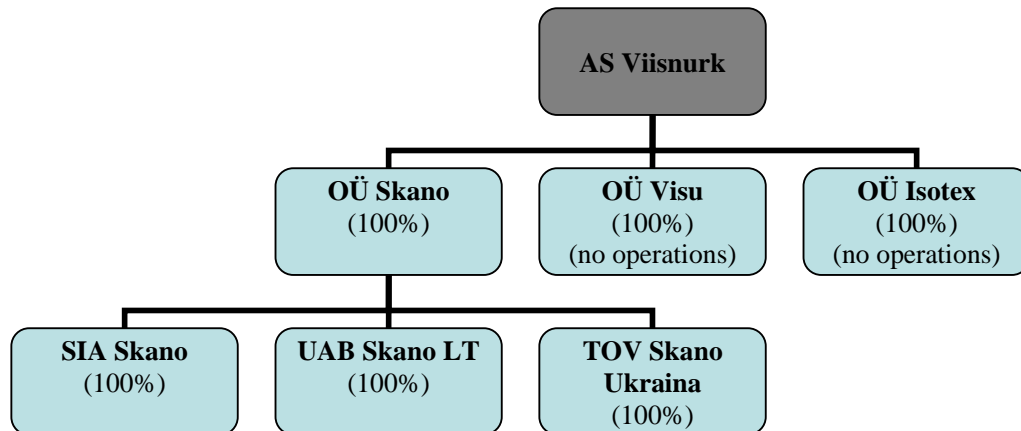 AS Viisnurk
OÜ Skano
(100%)
OÜ Visu
(100%)
(no operations)
OÜ Isotex
(100%)
(no operations)
SIA Skano
(100%)
UAB Skano LT
(100%)
TOV Skano
Ukraina
(100%)